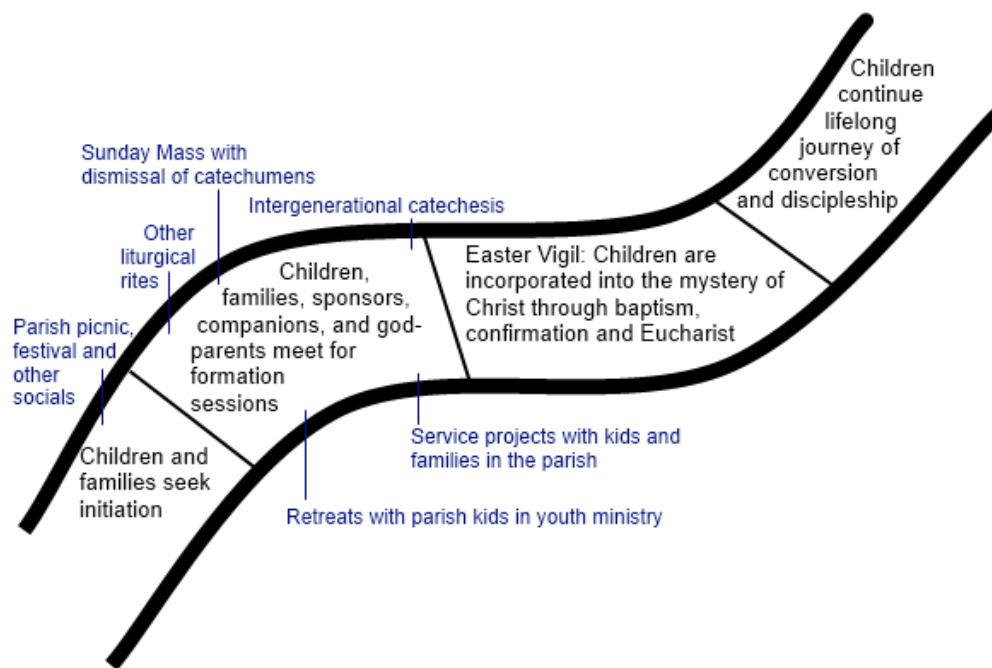 Children
continue
lifelong
journey of
conversion
and discipleship
Sunday Mass with
dismissal of catechumens
Intergenerational catechesis
Other
liturgical
rites
Easter Vigil: Children are
incorporated into the mystery of
Christ through baptism,
confirmation and Eucharist
Children,
families, sponsors,
companions, and god-
parents meet for
formation
sessions
Parish picnic,
festival and
other
socials
Children and
families seek
initiation
Service projects with kids and
families in the parish
Retreats with parish kids in youth ministry